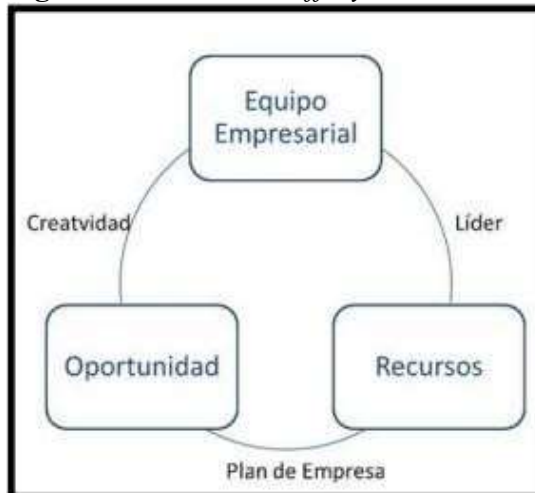 Equipo
Empresarial
Creatvidad
Líder
Oportunidad
Recursos
Plan de Empresa